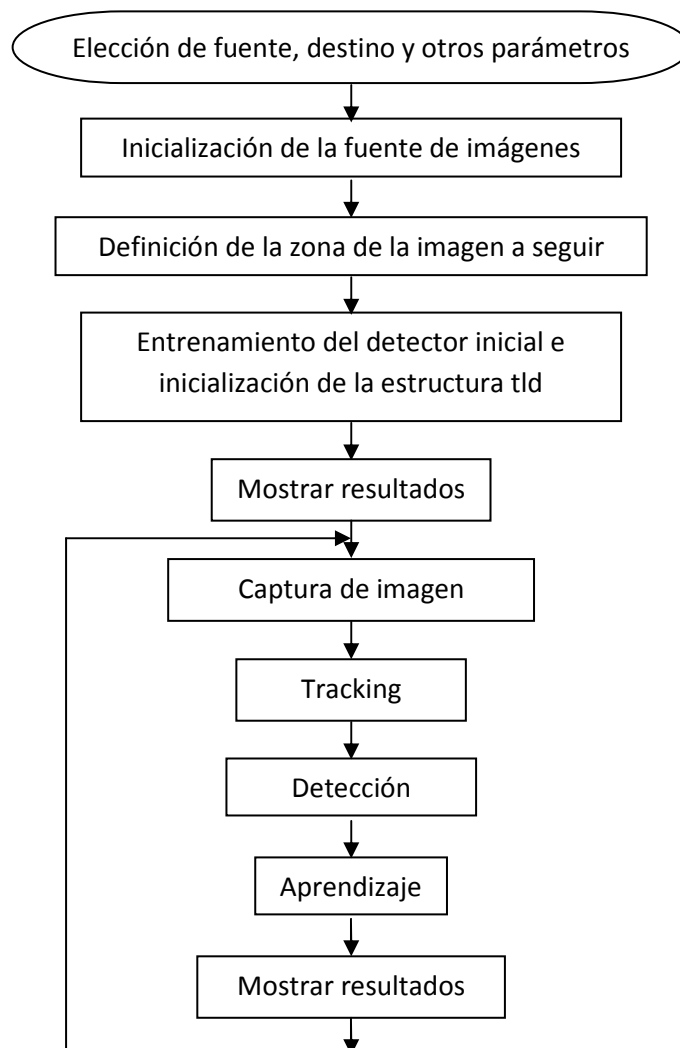 Elección de fuente, destino y otros parámetros
Inicialización de la fuente de imágenes
Definición de la zona de la imagen a seguir
Entrenamiento del detector inicial e
inicialización de la estructura tld
Mostrar resultados
Captura de imagen
Tracking
Detección
Aprendizaje
Mostrar resultados